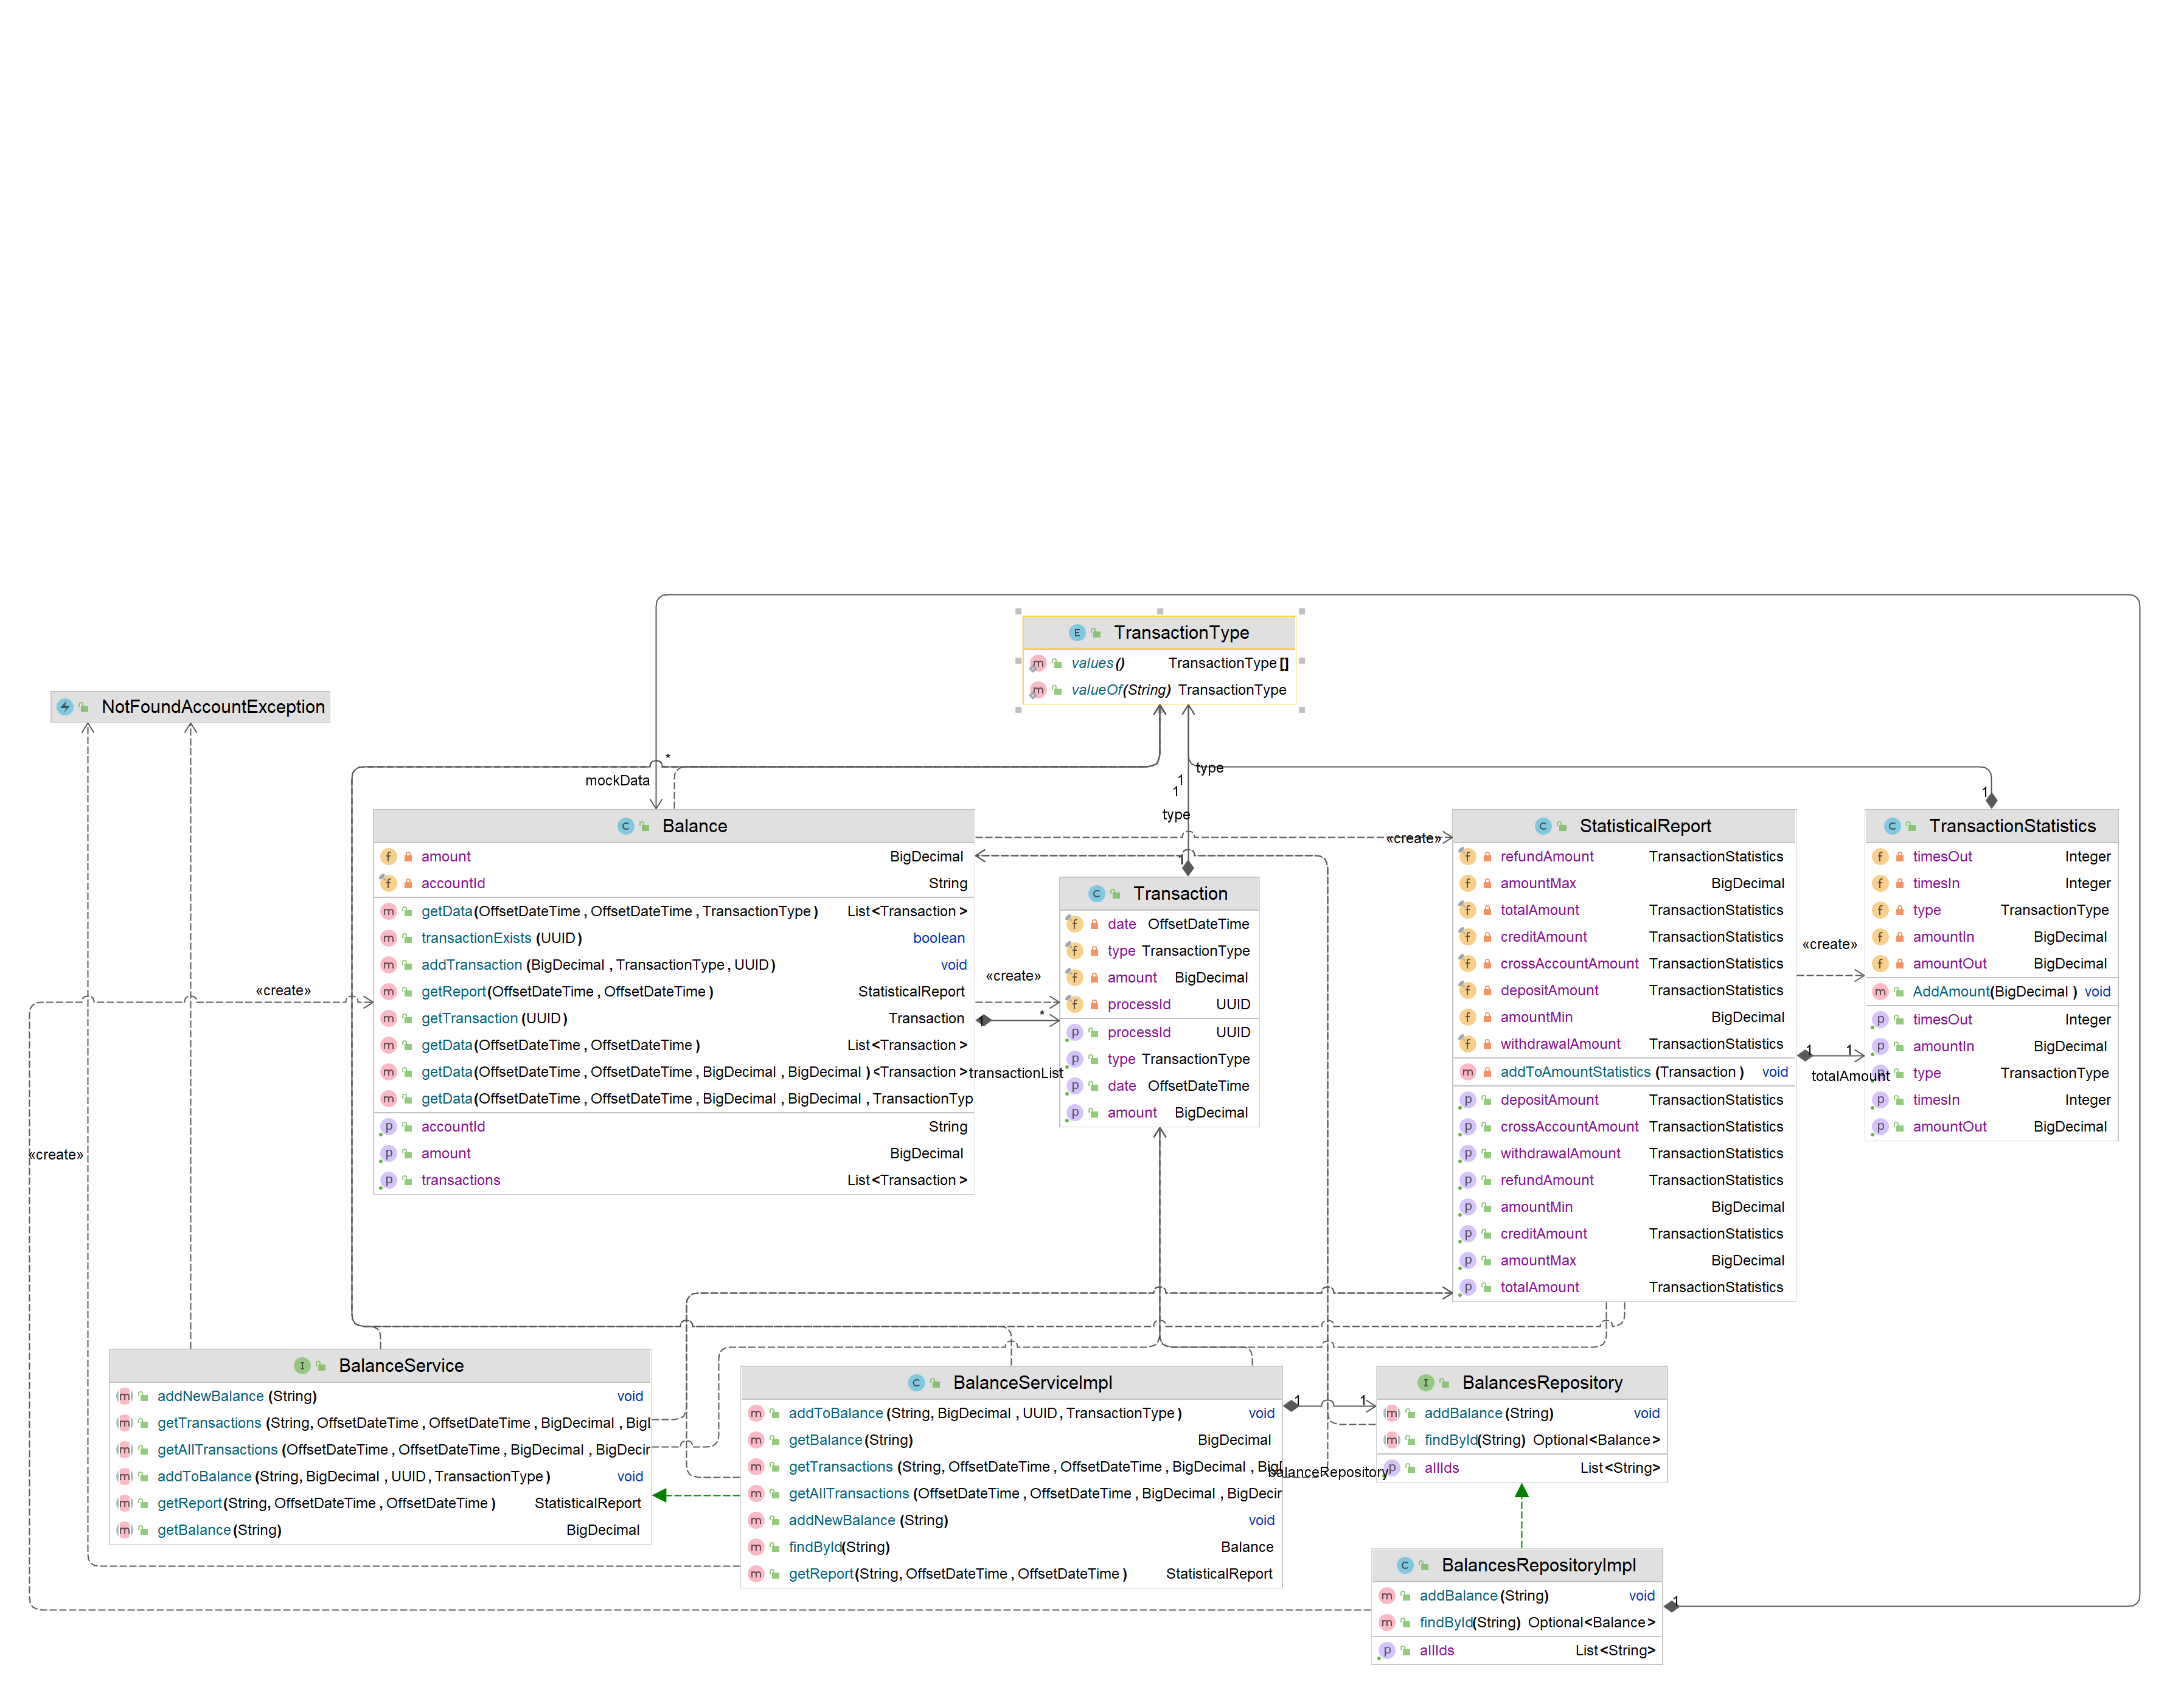 TransactionType
values() TransactionType[]
valueOf(String) TransactionType
NotFoundAccountException
*
mockData
1
1
type
type
1
1
Balance
amount BigDecimal
accountId String
getData(OffsetDateTime, OffsetDateTime, TransactionType) List<Transaction>
transactionExists(UUID) boolean
addTransaction(BigDecimal, TransactionType, UUID) void
getReport(OffsetDateTime, OffsetDateTime) StatisticalReport
getTransaction(UUID) Transaction
getData(OffsetDateTime, OffsetDateTime) List<Transaction>
getData(OffsetDateTime, OffsetDateTime, BigDecimal, BigDecimal)<Transaction>
getData(OffsetDateTime, OffsetDateTime, BigDecimal, BigDecimal, TransactionTyp
accountId String
amount BigDecimal
transactions List<Transaction>
«create»
«create»
1
*
transactionList
Transaction
date OffsetDateTime
type TransactionType
amount BigDecimal
processId UUID
processId UUID
type TransactionType
date OffsetDateTime
amount BigDecimal
«create»
StatisticalReport
refundAmount TransactionStatistics
amountMax BigDecimal
totalAmount TransactionStatistics
creditAmount TransactionStatistics
crossAccountAmount TransactionStatistics
depositAmount TransactionStatistics
amountMin BigDecimal
withdrawalAmount TransactionStatistics
addToAmountStatistics(Transaction) void
depositAmount TransactionStatistics
crossAccountAmount TransactionStatistics
withdrawalAmount TransactionStatistics
refundAmount TransactionStatistics
amountMin BigDecimal
creditAmount TransactionStatistics
amountMax BigDecimal
totalAmount TransactionStatistics
«create»
1
1
totalAmount
TransactionStatistics
timesOut Integer
timesIn Integer
type TransactionType
amountIn BigDecimal
amountOut BigDecimal
AddAmount(BigDecimal) void
timesOut Integer
amountIn BigDecimal
type TransactionType
timesIn Integer
amountOut BigDecimal
«create»
BalanceService
addNewBalance(String) void
getTransactions(String, OffsetDateTime, OffsetDateTime, BigDecimal, BigI
getAllTransactions(OffsetDateTime, OffsetDateTime, BigDecimal, BigDecir
addToBalance(String, BigDecimal, UUID, TransactionType) void
getReport(String, OffsetDateTime, OffsetDateTime) StatisticalReport
getBalance(String) BigDecimal
BalanceServiceImpl
addToBalance(String, BigDecimal, UUID, TransactionType) void
getBalance(String) BigDecimal
getTransactions(String, OffsetDateTime, OffsetDateTime, BigDecimal, BigI
getAllTransactions(OffsetDateTime, OffsetDateTime, BigDecimal, BigDecir
addNewBalance(String) void
findById(String) Balance
getReport(String, OffsetDateTime, OffsetDateTime) StatisticalReport
1
1
balanceRepository
BalancesRepository
addBalance(String) void
findById(String) Optional<Balance>
allIds List<String>
BalancesRepositoryImpl
addBalance(String) void
findById(String) Optional<Balance>
allIds List<String>
1